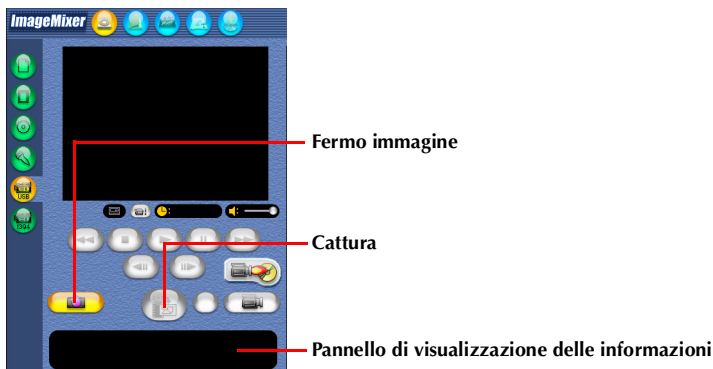 ImageMixer
Fermo immagine
USB
1394
Cattura
Pannello di visualizzazione delle informazioni